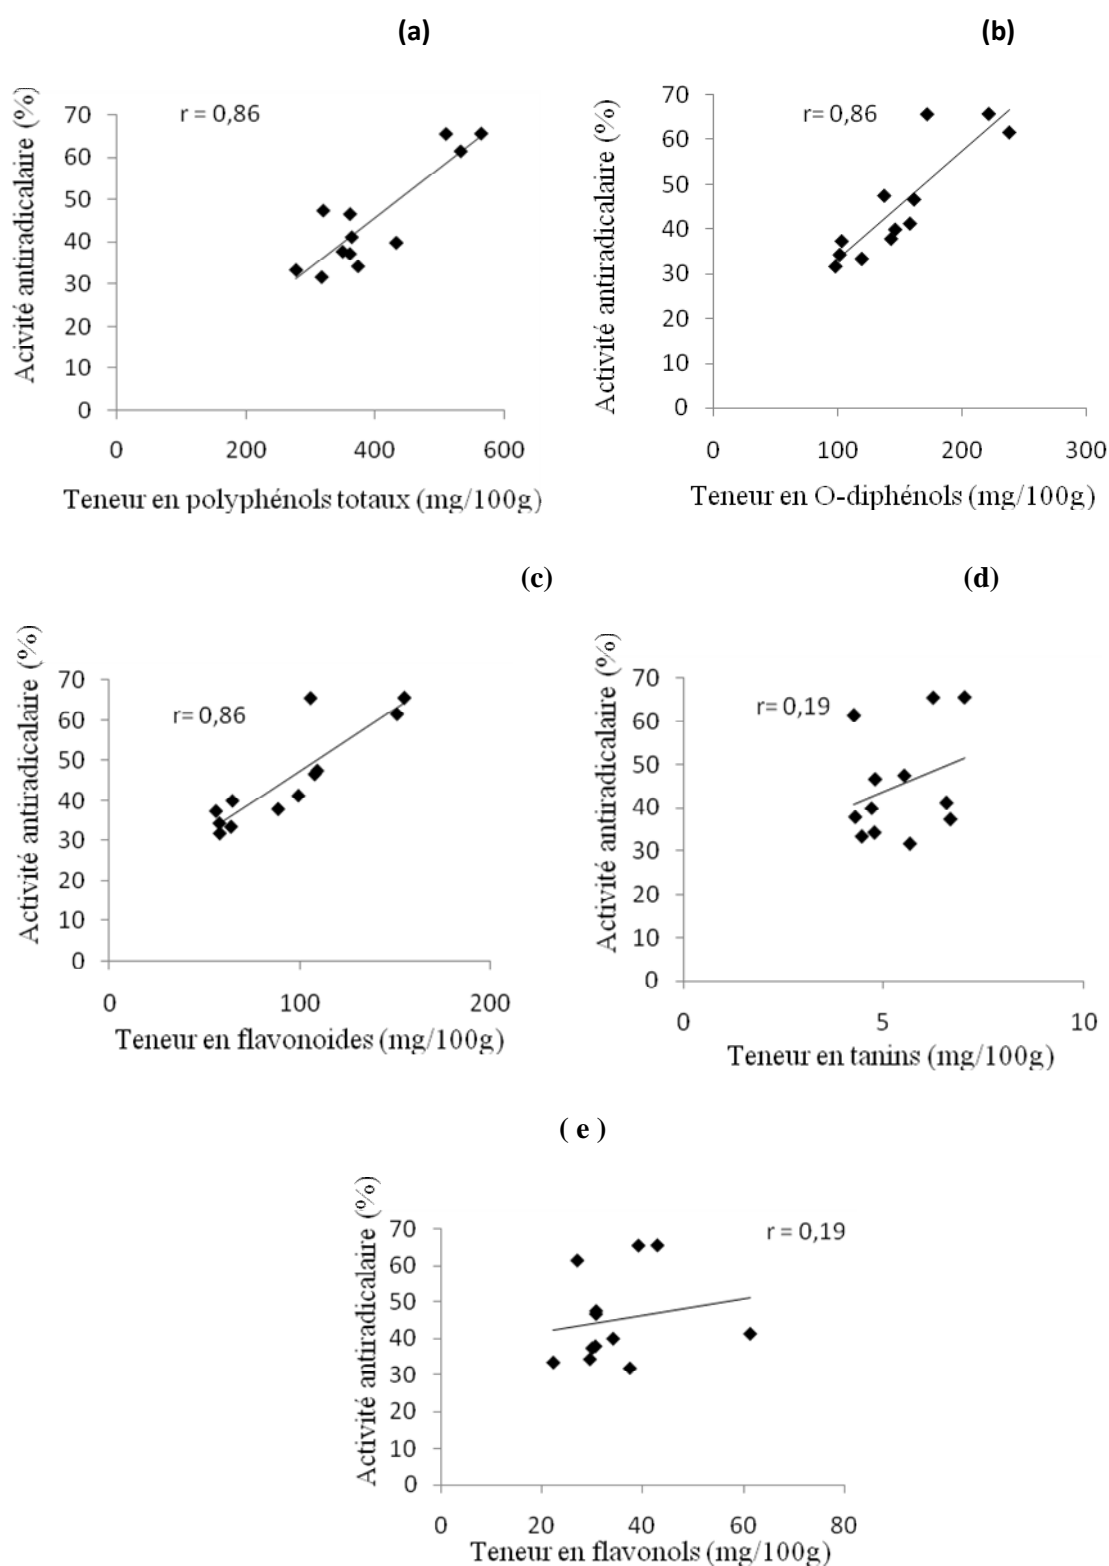 (a)
r = 0,86
Acivité antiradicalaire (%)
70
60
50
40
30
20
10
0
0 200 400 600
Teneur en polyphénols totaux (mg/100g)
(b)
r= 0,86
Activité antiradicalaire (%)
70
60
50
40
30
20
10
0
0 100 200 300
Teneur en O-diphénols (mg/100g)
(c)
r= 0,86
Activité antiradicalaire (%)
70
60
50
40
30
20
10
0
0 100 200
Teneur en flavonoides (mg/100g)
(d)
r= 0,19
Activité antiradicalaire (%)
70
60
50
40
30
20
10
0
0 5 10
Teneur en tanins (mg/100g)
( e )
r = 0,19
Activité antiradicalaire (%)
70
60
50
40
30
20
10
0
0 20 40 60 80
Teneur en flavonols (mg/100g)